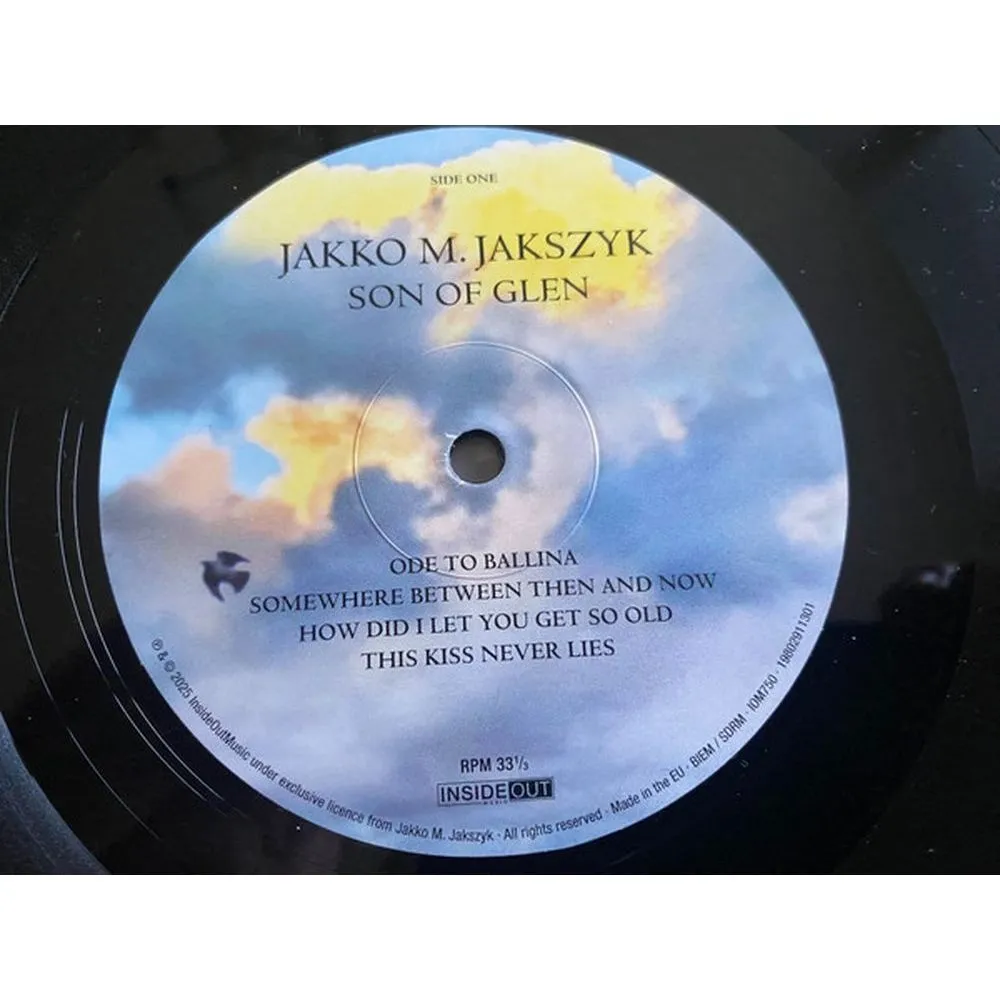 SIDE ONE
JAKKO M. JAKSZYK
SON OF GLEN
ODE TO BALLINA
SOMEWHERE BETWEEN THEN AND NOW
HOW DID I LET YOU GET SO OLD
THIS KISS NEVER LIES
RPM 33⅓
INSIDEOUT
MUSIC
℗ & © 2025 InsideOutMusic under exclusive licence from Jakko M. Jakszyk · All rights reserved · Made in the EU · BIEM / SDRM · IOM750 · 19802911301